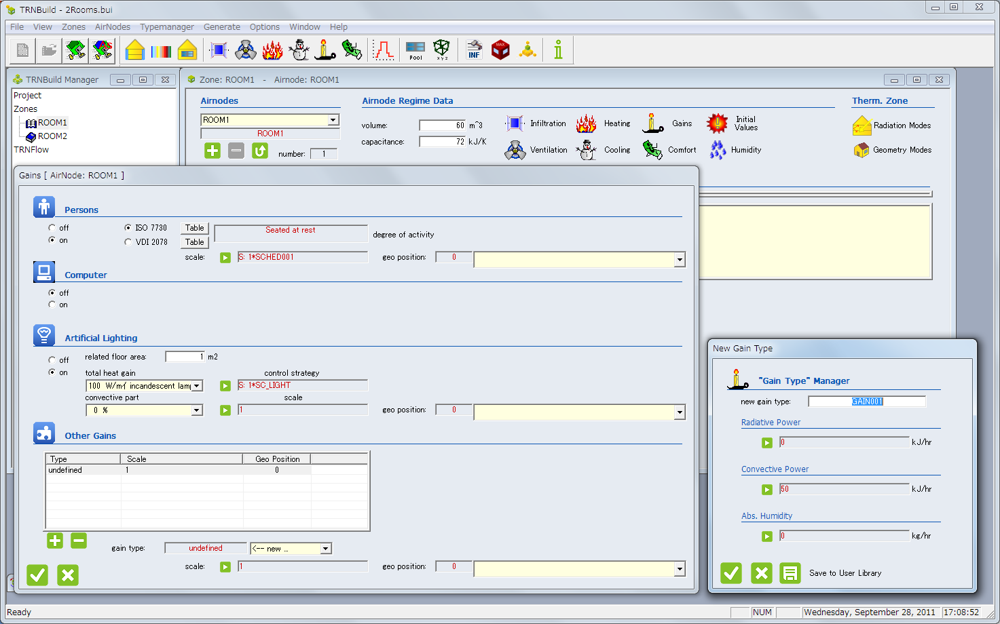 TRNBuild - 2Rooms.bui
File View Zones AirNodes Typemanager Generate Options Window Help
Pool
x y z
INF
MAX
TRNBuild Manager
Project
Zones
ROOM1
ROOM2
TRNFlow
Zone: ROOM1 - Airnode: ROOM1
Airnodes
ROOM1
ROOM1
number: 1
Airnode Regime Data
volume: 60 m^3
capacitance: 72 kJ/K
Infiltration Heating Gains Initial Values
Ventilation Cooling Comfort Humidity
Therm. Zone
Radiation Modes
Geometry Modes
Gains [ AirNode: ROOM1 ]
Persons
off
on
ISO 7730 Table
VDI 2078 Table
Seated at rest
degree of activity
scale: S: 1*SCHED001 geo position: 0
Computer
off
on
Artificial Lighting
off
on
related floor area: 1 m2
total heat gain control strategy
100 W/mイ incandescent lam S: 1*SC_LIGHT
convective part scale
0 % 1 geo position: 0
Other Gains
Type Scale Geo Position
undefined 1 0
gain type: undefined <-- new ...
scale: 1 geo position: 0
New Gain Type
"Gain Type" Manager
new gain type: GAIN001
Radiative Power
0 kJ/hr
Convective Power
50 kJ/hr
Abs. Humidity
0 kg/hr
Save to User Library
Ready
NUM Wednesday, September 28, 2011 17:08:52